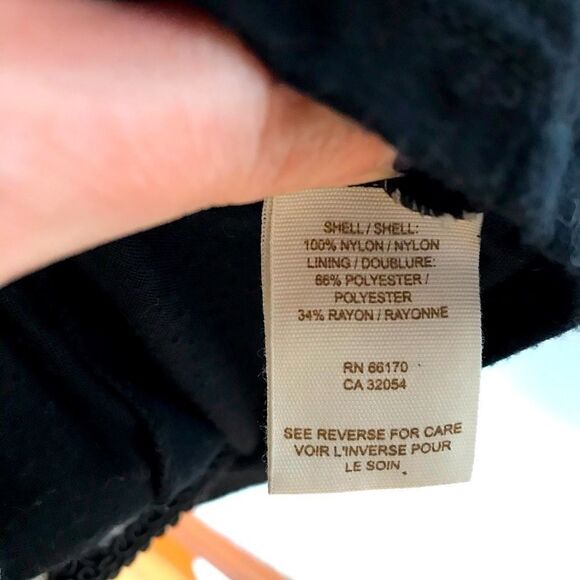 SHELL / SHELL:
100% NYLON / NYLON
LINING / DOUBLURE:
66% POLYESTER /
POLYESTER
34% RAYON / RAYONNE
RN 66170
CA 32054
SEE REVERSE FOR CARE
VOIR L'INVERSE POUR
LE SOIN